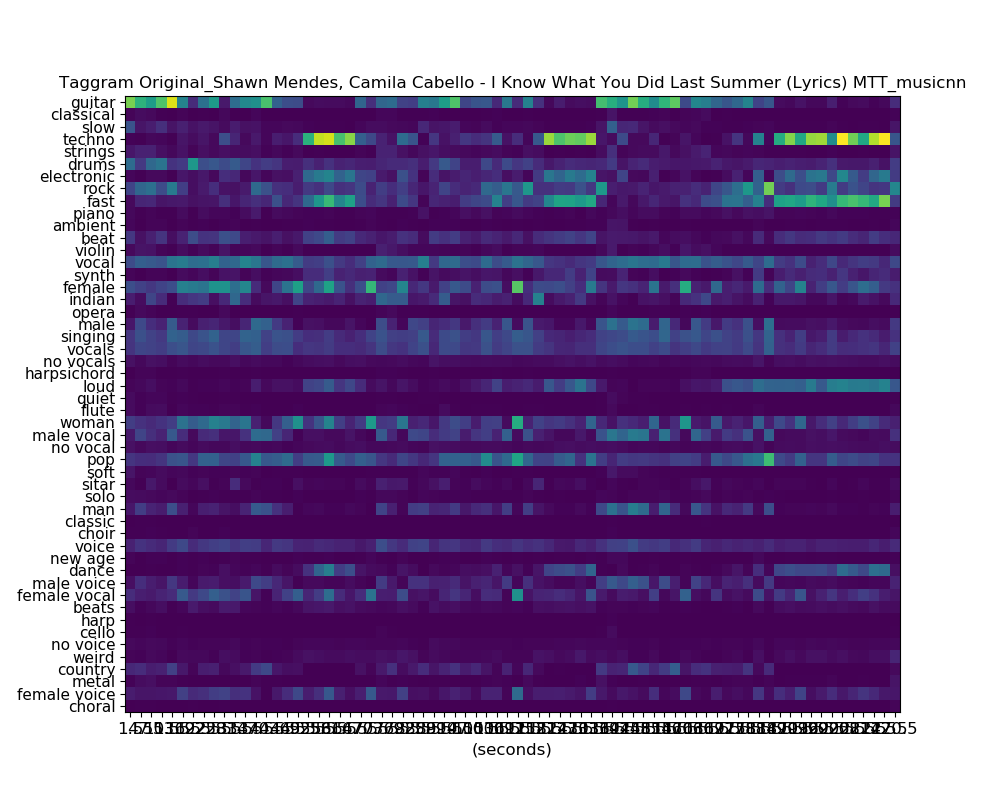 Taggram Original_Shawn Mendes, Camila Cabello - I Know What You Did Last Summer (Lyrics) MTT_musicnn
guitar
classical
slow
techno
strings
drums
electronic
rock
fast
piano
ambient
beat
violin
vocal
synth
female
indian
opera
male
singing
vocals
no vocals
harpsichord
loud
quiet
flute
woman
male vocal
no vocal
pop
soft
sitar
solo
man
classic
choir
voice
new age
dance
male voice
female vocal
beats
harp
cello
no voice
weird
country
metal
female voice
choral
(seconds)